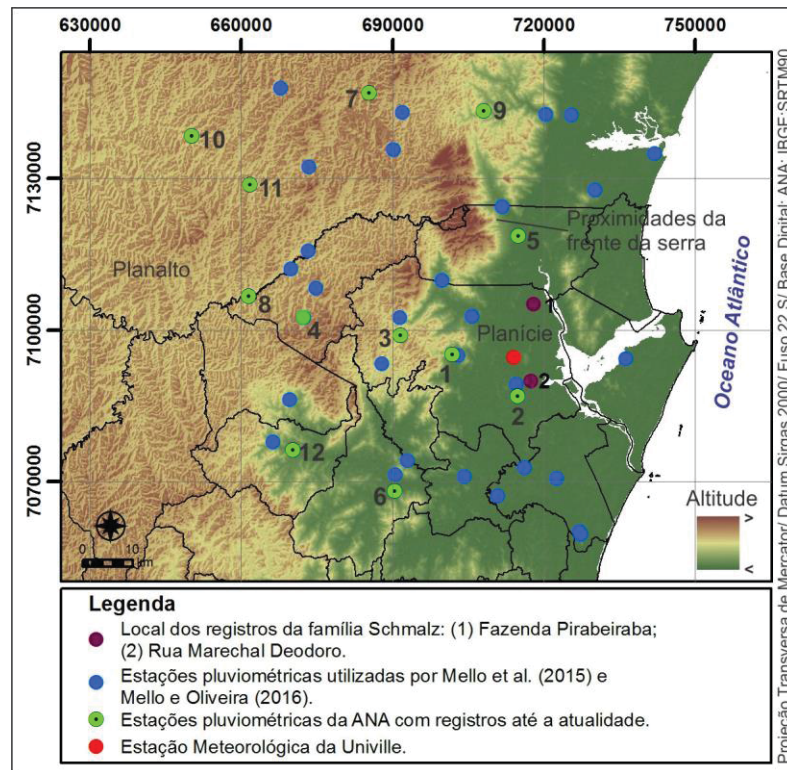 630000 660000 690000 720000 750000
7130000
7100000
7070000
7
9
10
11
5
Proximidades da
frente da serra
Planalto
8
4
3
1
Planície
1
2
2
12
6
Oceano Atlântico
Altitude
>
<
0 10
km
Projeção Transversa de Mercator/ Datum Sirgas 2000/ Fuso 22 S/ Base Digital: ANA; IBGE;SRTM90
Legenda
Local dos registros da família Schmalz: (1) Fazenda Pirabeiraba;
(2) Rua Marechal Deodoro.
Estações pluviométricas utilizadas por Mello et al. (2015) e
Mello e Oliveira (2016).
Estações pluviométricas da ANA com registros até a atualidade.
Estação Meteorológica da Univille.